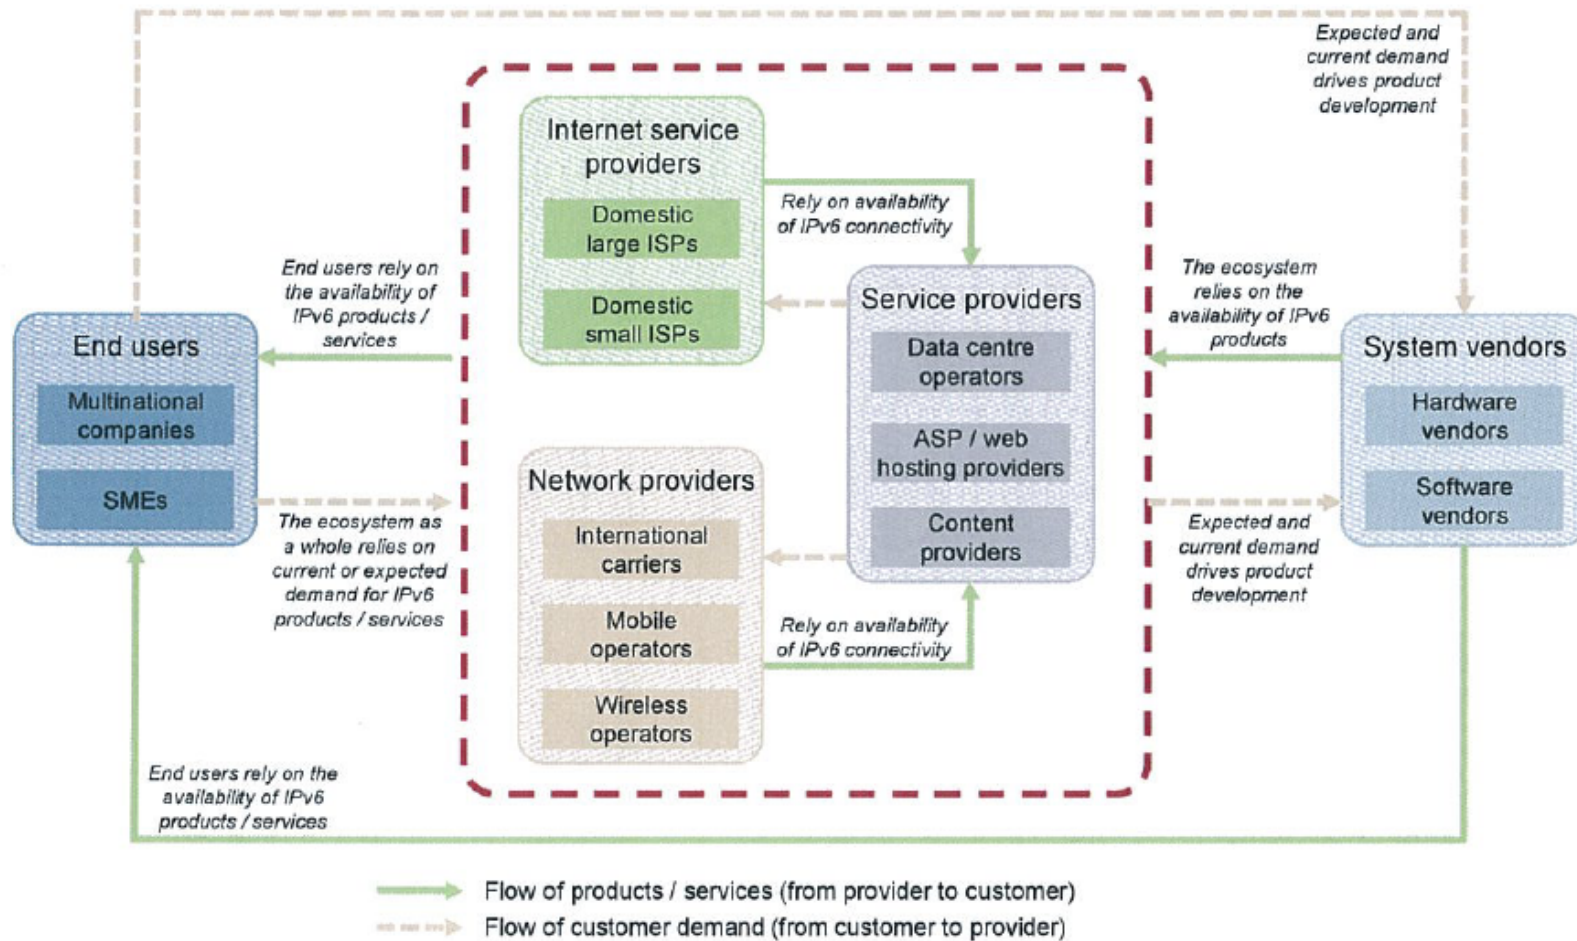 Expected and
current demand
drives product
development
Internet service
providers
Domestic
large ISPs
Domestic
small ISPs
Rely on availability
of IPv6 connectivity
End users rely on
the availability of
IPv6 products /
services
The ecosystem
relies on the
availability of IPv6
products
Service providers
Data centre
operators
ASP / web
hosting providers
Content
providers
End users
Multinational
companies
SMEs
System vendors
Hardware
vendors
Software
vendors
Network providers
International
carriers
Mobile
operators
Wireless
operators
The ecosystem as
a whole relies on
current or expected
demand for IPv6
products / services
Expected and
current demand
drives product
development
Rely on availability
of IPv6 connectivity
End users rely on the
availability of IPv6
products / services
Flow of products / services (from provider to customer)
Flow of customer demand (from customer to provider)